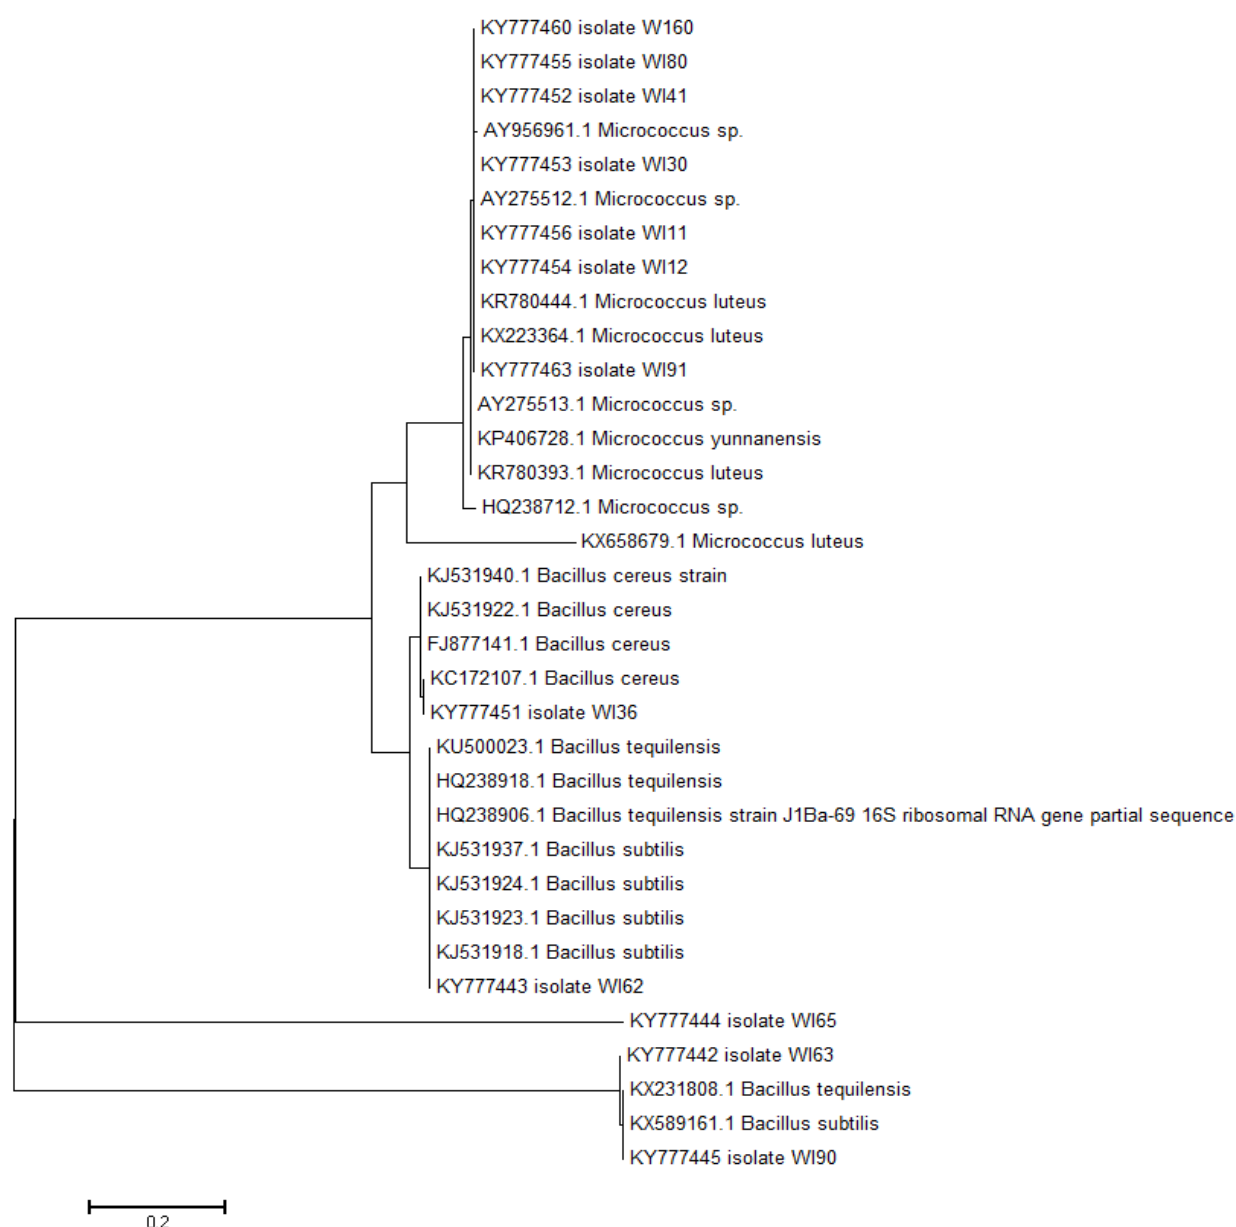 KY777460 isolate W160
KY777455 isolate WI80
KY777452 isolate WI41
AY956961.1 Micrococcus sp.
KY777453 isolate WI30
AY275512.1 Micrococcus sp.
KY777456 isolate WI11
KY777454 isolate WI12
KR780444.1 Micrococcus luteus
KX223364.1 Micrococcus luteus
KY777463 isolate WI91
AY275513.1 Micrococcus sp.
KP406728.1 Micrococcus yunnanensis
KR780393.1 Micrococcus luteus
HQ238712.1 Micrococcus sp.
KX658679.1 Micrococcus luteus
KJ531940.1 Bacillus cereus strain
KJ531922.1 Bacillus cereus
FJ877141.1 Bacillus cereus
KC172107.1 Bacillus cereus
KY777451 isolate WI36
KU500023.1 Bacillus tequilensis
HQ238918.1 Bacillus tequilensis
HQ238906.1 Bacillus tequilensis strain J1Ba-69 16S ribosomal RNA gene partial sequence
KJ531937.1 Bacillus subtilis
KJ531924.1 Bacillus subtilis
KJ531923.1 Bacillus subtilis
KJ531918.1 Bacillus subtilis
KY777443 isolate WI62
KY777444 isolate WI65
KY777442 isolate WI63
KX231808.1 Bacillus tequilensis
KX589161.1 Bacillus subtilis
KY777445 isolate WI90
0.2